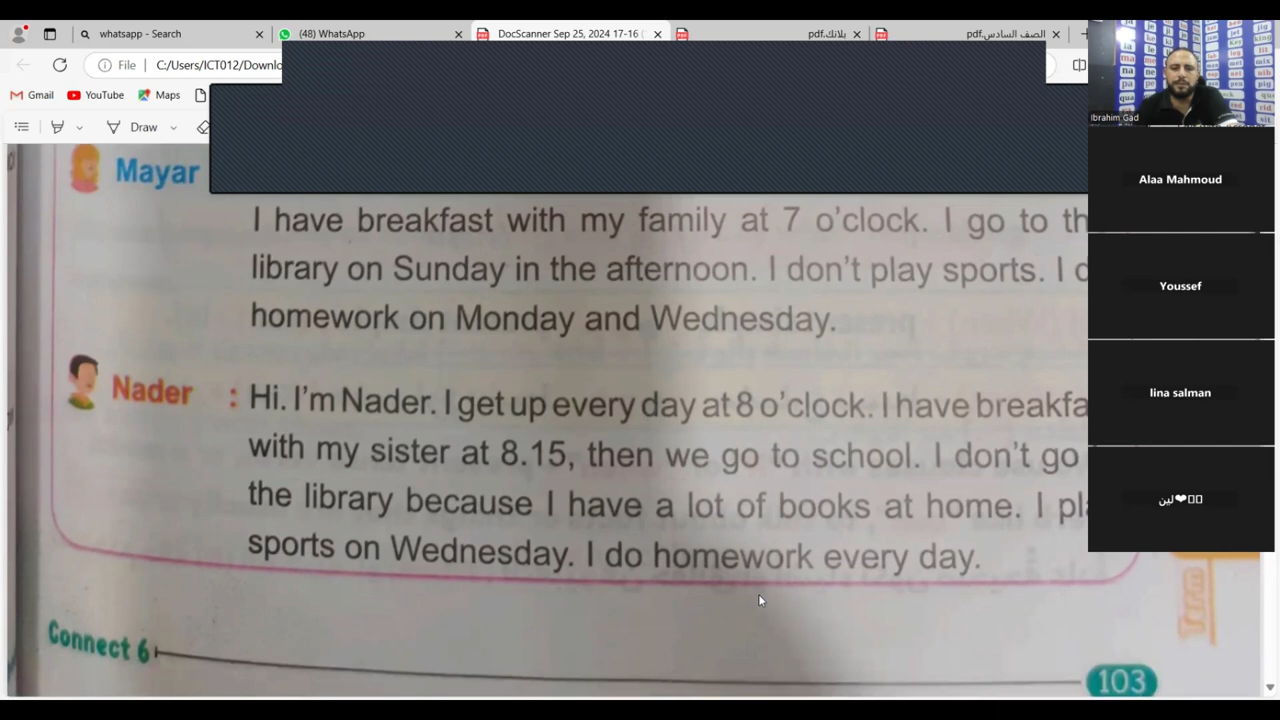 whatsapp - Search
(48) WhatsApp
DocScanner Sep 25, 2024 17-16
بلانك.pdf
الصف السادس.pdf
File
C:/Users/ICT012/Downlo
Gmail
YouTube
Maps
Draw
Mayar
I have breakfast with my family at 7 o'clock. I go to th
library on Sunday in the afternoon. I don't play sports. I d
homework on Monday and Wednesday.
Nader : Hi. I'm Nader. I get up every day at 8 o'clock. I have breakfa
with my sister at 8.15, then we go to school. I don't go
the library because I have a lot of books at home. I pla
sports on Wednesday. I do homework every day.
Connect 6
103
Term
Ibrahim Gad
Alaa Mahmoud
Youssef
lina salman
لين❤